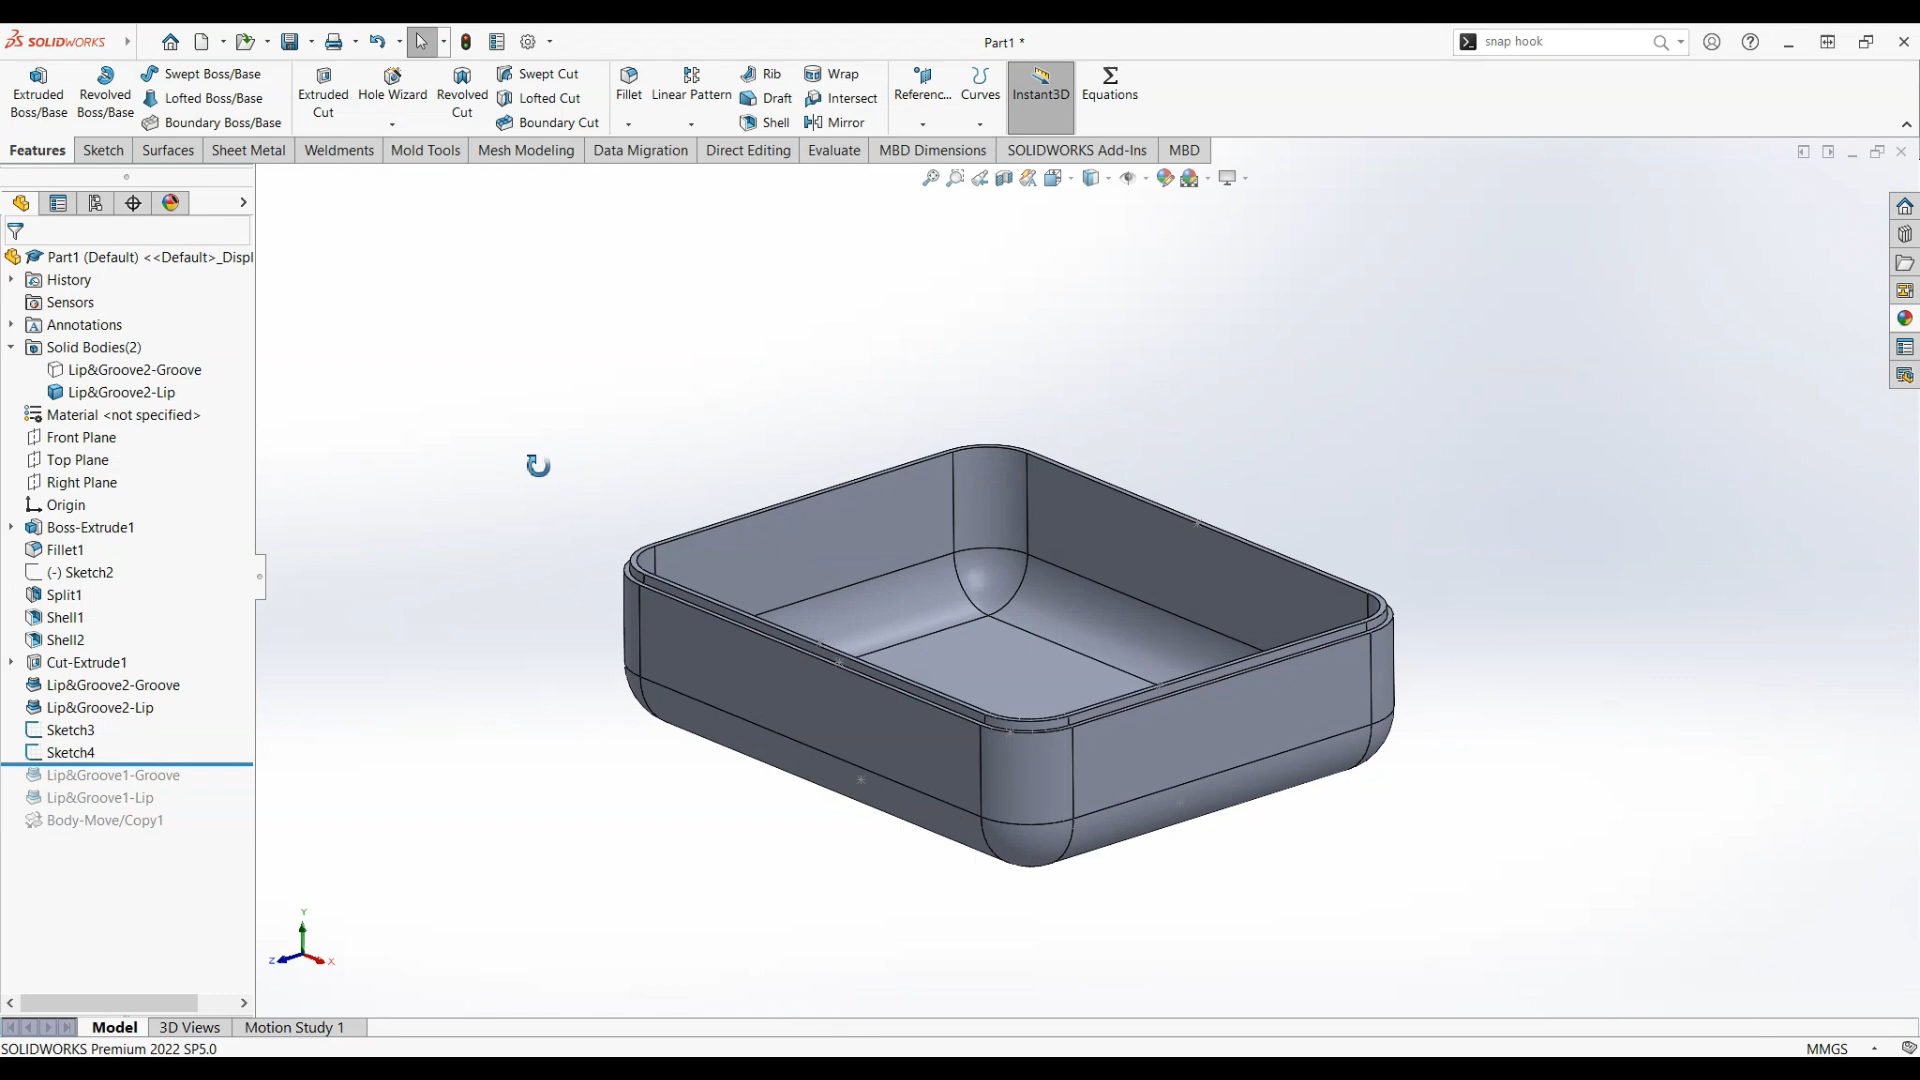 SOLIDWORKS
Part1 *
snap hook
Extruded Boss/Base
Revolved Boss/Base
Swept Boss/Base
Lofted Boss/Base
Boundary Boss/Base
Extruded Cut
Hole Wizard
Revolved Cut
Swept Cut
Lofted Cut
Boundary Cut
Fillet
Linear Pattern
Rib
Draft
Shell
Wrap
Intersect
Mirror
Referenc...
Curves
Instant3D
Equations
Features
Sketch
Surfaces
Sheet Metal
Weldments
Mold Tools
Mesh Modeling
Data Migration
Direct Editing
Evaluate
MBD Dimensions
SOLIDWORKS Add-Ins
MBD
Part1 (Default) <<Default>_Displ
History
Sensors
Annotations
Solid Bodies(2)
Lip&Groove2-Groove
Lip&Groove2-Lip
Material <not specified>
Front Plane
Top Plane
Right Plane
Origin
Boss-Extrude1
Fillet1
(-) Sketch2
Split1
Shell1
Shell2
Cut-Extrude1
Lip&Groove2-Groove
Lip&Groove2-Lip
Sketch3
Sketch4
Lip&Groove1-Groove
Lip&Groove1-Lip
Body-Move/Copy1
Y
Z
X
Model
3D Views
Motion Study 1
SOLIDWORKS Premium 2022 SP5.0
MMGS